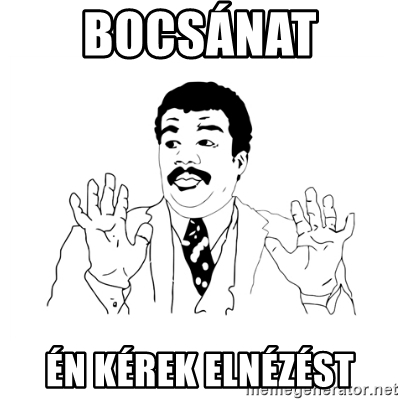 BOCSÁNAT
ÉN KÉREK ELNÉZÉST
memegenerator.net